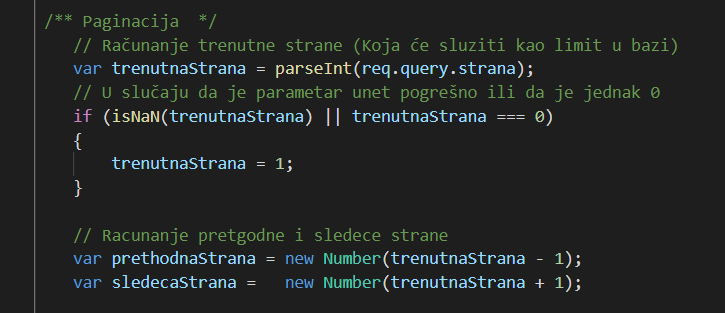 /** Paginacija  */
// Računanje trenutne strane (Koja će sluziti kao limit u bazi)
var trenutnaStrana = parseInt(req.query.strana);
// U slučaju da je parametar unet pogrešno ili da je jednak 0
if (isNaN(trenutnaStrana) || trenutnaStrana === 0)
{
trenutnaStrana = 1;
}
// Racunanje pretgodne i sledece strane
var prethodnaStrana = new Number(trenutnaStrana - 1);
var sledecaStrana =   new Number(trenutnaStrana + 1);